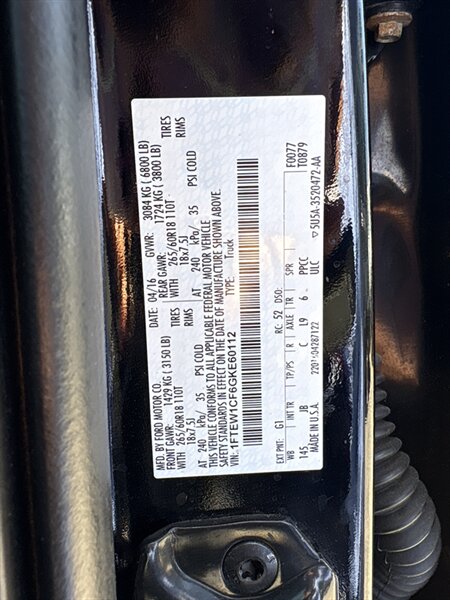 MFD. BY FORD MOTOR CO.
DATE: 04/16
GVWR: 3084 KG ( 6800 LB)
FRONT GAWR: 1429 KG ( 3150 LB)
REAR GAWR: 1724 KG ( 3800 LB)
WITH 265/60R18 110T TIRES
WITH 265/60R18 110T TIRES
18x7.5J RIMS
18x7.5J RIMS
AT 240 kPa/ 35 PSI COLD
AT 240 kPa/ 35 PSI COLD
THIS VEHICLE CONFORMS TO ALL APPLICABLE FEDERAL MOTOR VEHICLE
SAFETY STANDARDS IN EFFECT ON THE DATE OF MANUFACTURE SHOWN ABOVE.
VIN: 1FTEW1CF6GKE60112
TYPE: Truck
F0077
T0879
EXT PNT: G1 RC: 52 DSO:
WB INT TR TP/PS R AXLE TR SPR
145 JB C L9 6 PPCC
MADE IN U.S.A. ULC
5U5A-3520472-AA